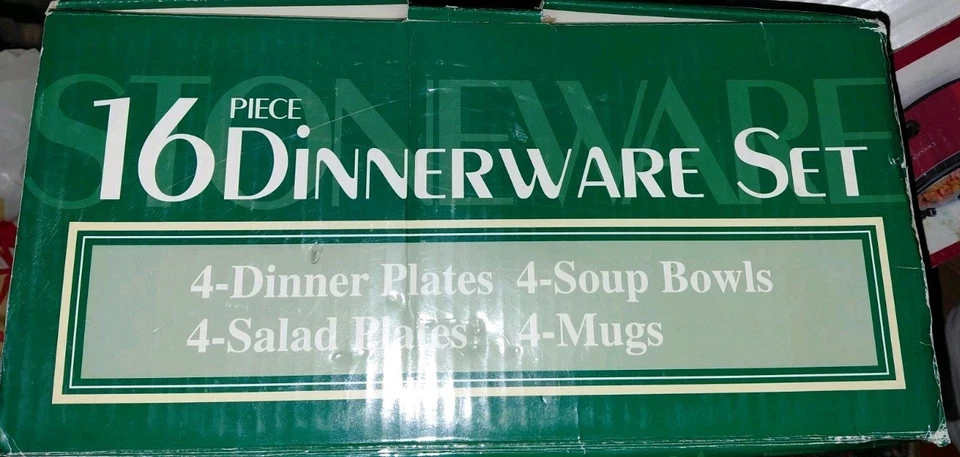 STONEWARE
16 PIECE DINNERWARE SET
4-Dinner Plates 4-Soup Bowls
4-Salad Plates 4-Mugs